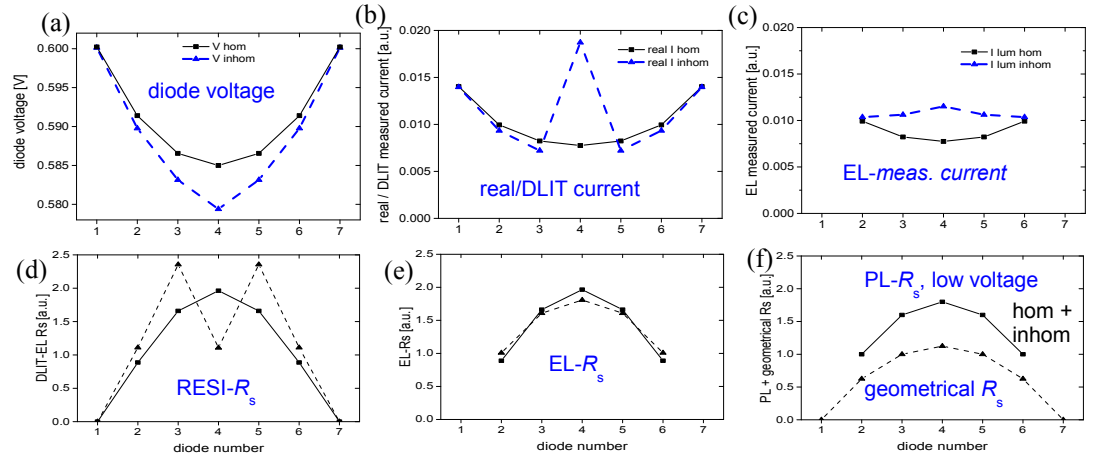 (a)
diode voltage [V]
0.600
0.595
0.590
0.585
0.580
V hom
V inhom
diode voltage
1 2 3 4 5 6 7
(b)
real / DLIT measured current [a.u.]
0.020
0.015
0.010
0.005
0.000
real I hom
real I inhom
real/DLIT current
1 2 3 4 5 6 7
(c)
EL measured current [a.u.]
0.020
0.015
0.010
0.005
0.000
I lum hom
I lum inhom
EL-meas. current
1 2 3 4 5 6 7
(d)
DLIT-EL Rs [a.u.]
2.5
2.0
1.5
1.0
0.5
0.0
RESI-Rs
1 2 3 4 5 6 7
diode number
(e)
EL-Rs [a.u.]
2.5
2.0
1.5
1.0
0.5
0.0
EL-Rs
1 2 3 4 5 6 7
diode number
(f)
PL + geometrical Rs [a.u.]
2.5
2.0
1.5
1.0
0.5
0.0
PL-Rs, low voltage
hom +
inhom
geometrical Rs
1 2 3 4 5 6 7
diode number